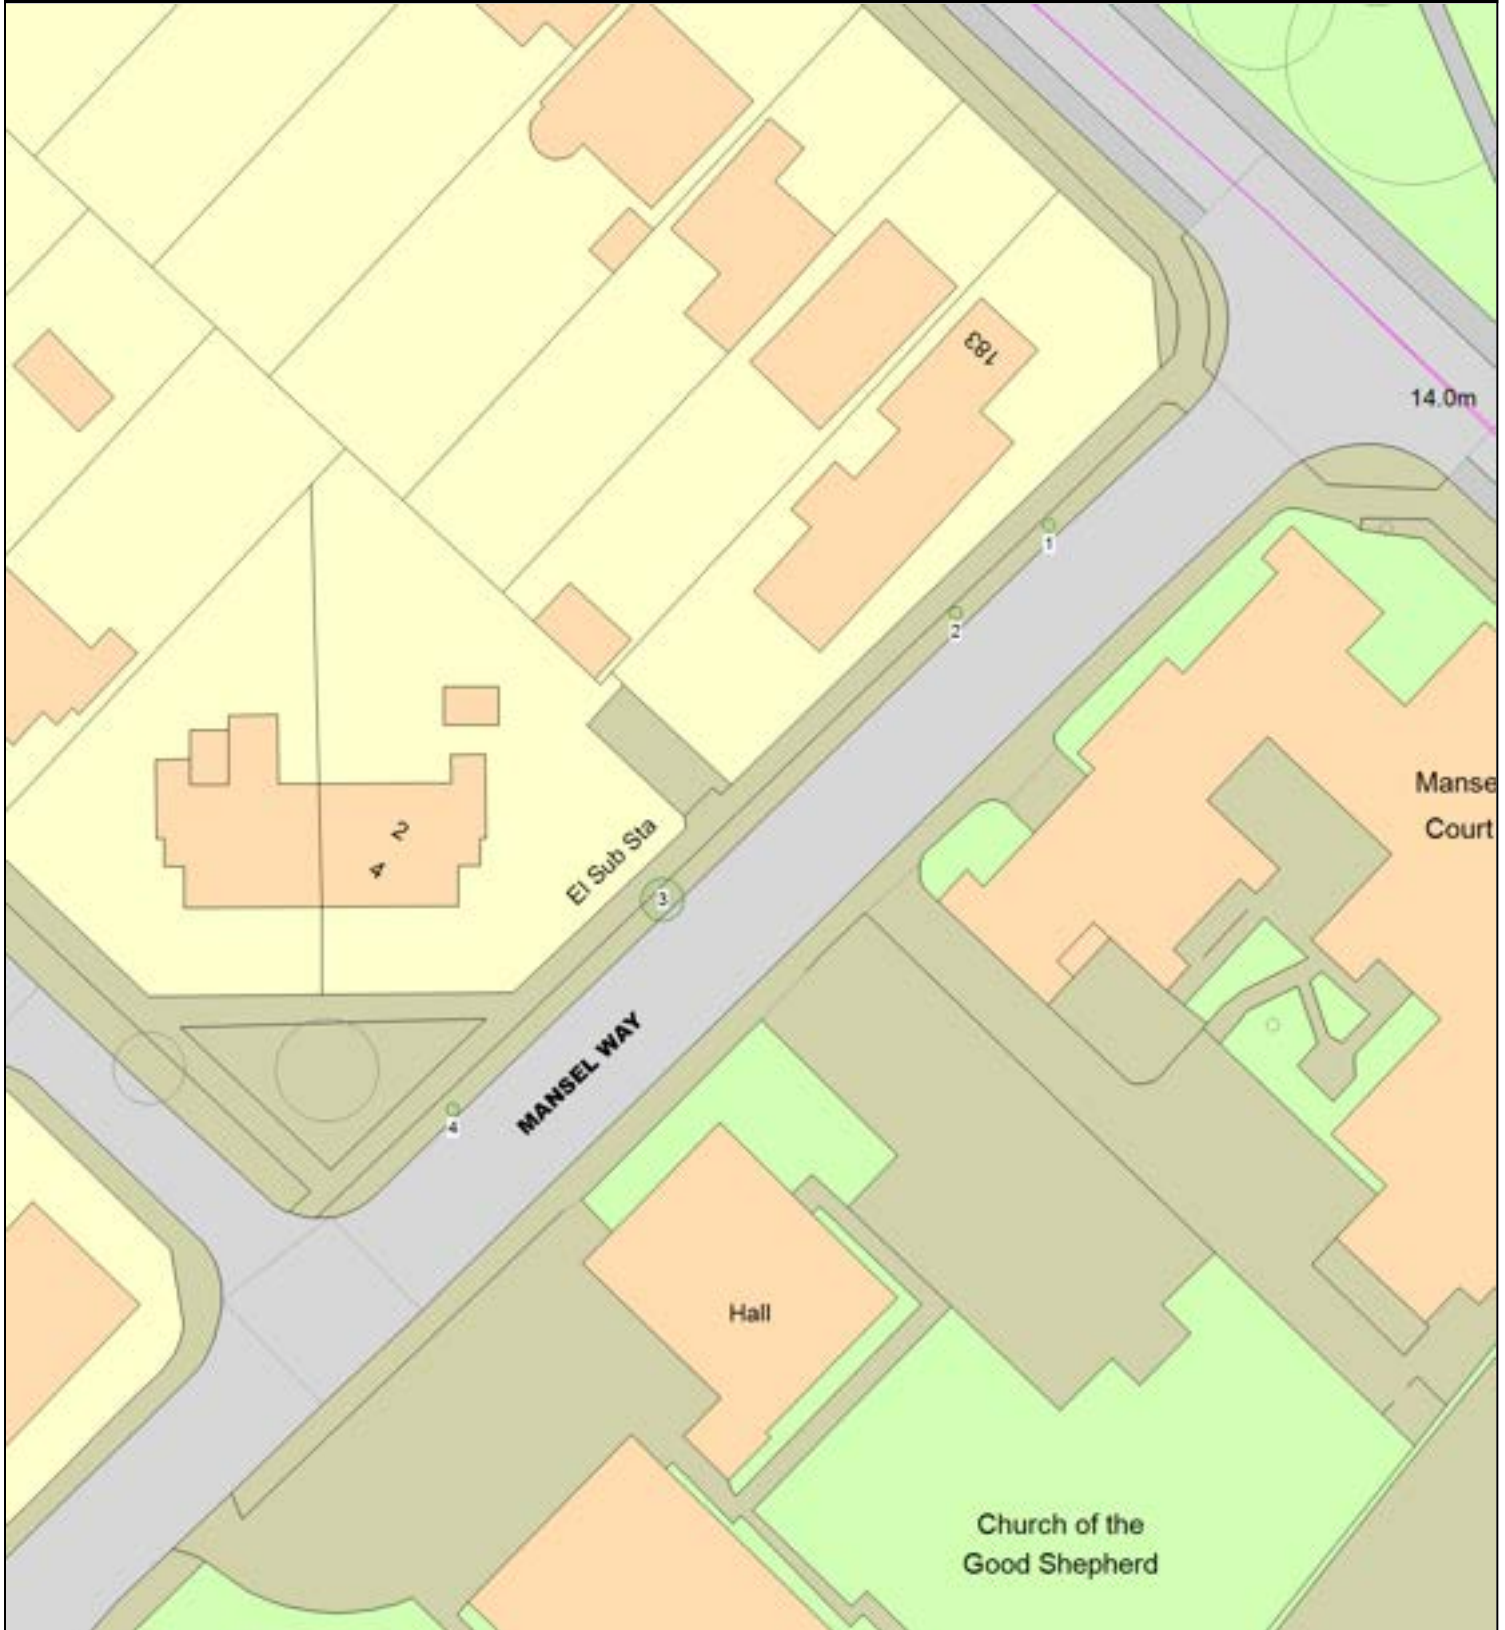 183
14.0m
1
2
Manse
Court
2
4
El Sub Sta
3
MANSEL WAY
4
Hall
Church of the
Good Shepherd